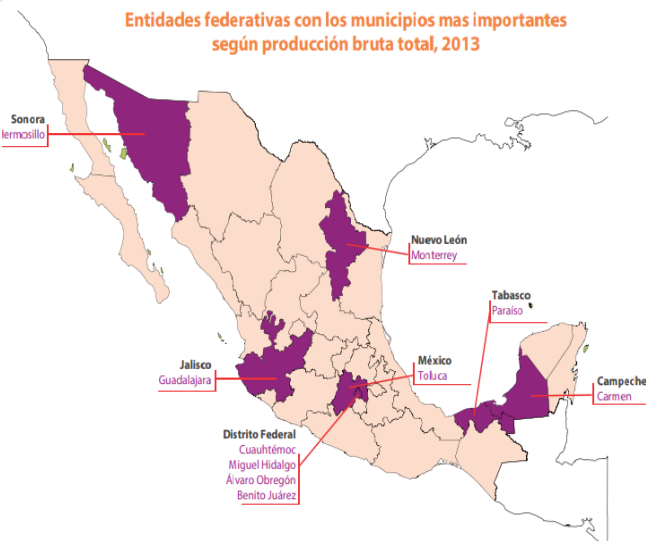 Entidades federativas con los municipios mas importantes
según producción bruta total, 2013
Sonora
Hermosillo
Nuevo León
Monterrey
Tabasco
Paraíso
México
Toluca
Jalisco
Guadalajara
Campeche
Carmen
Distrito Federal
Cuauhtémoc
Miguel Hidalgo
Álvaro Obregón
Benito Juárez